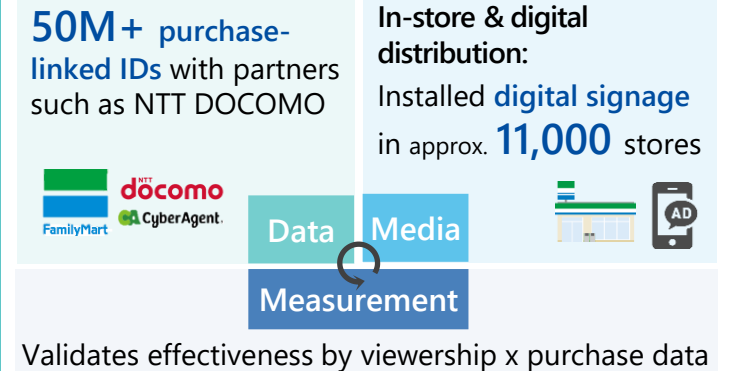 50M+ purchase-
linked IDs with partners
such as NTT DOCOMO
FamilyMart
NTT
docomo
CA CyberAgent.
In-store & digital
distribution:
Installed digital signage
in approx. 11,000 stores
AD
Data
Media
Measurement
Validates effectiveness by viewership x purchase data